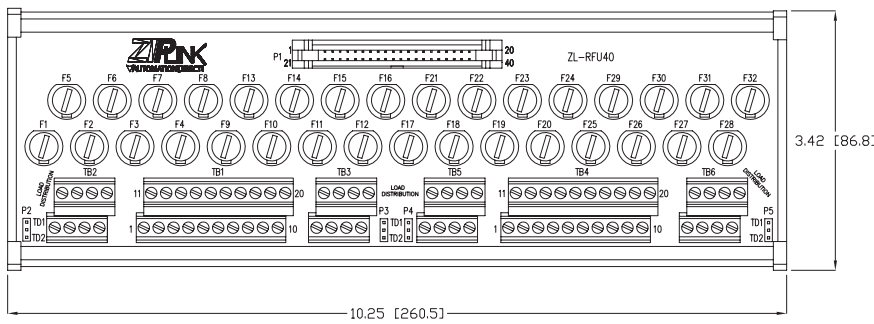 ZIPLINK
AUTOMATIONDIRECT
P1
1 20
21 40
ZL-RFU40
F5 F6 F7 F8 F13 F14 F15 F16 F21 F22 F23 F24 F29 F30 F31 F32
F1 F2 F3 F4 F9 F10 F11 F12 F17 F18 F19 F20 F25 F26 F27 F28
3.42 [86.8]
LOAD
DISTRIBUTION
TB2 TB1 TB3
LOAD
DISTRIBUTION
TB5 TB4 TB6
LOAD
DISTRIBUTION
11 20 11 20
P2 P3 P4 P5
TD1 TD1 TD1 TD1
TD2 TD2 TD2 TD2
1 10 1 10
10.25 [260.5]